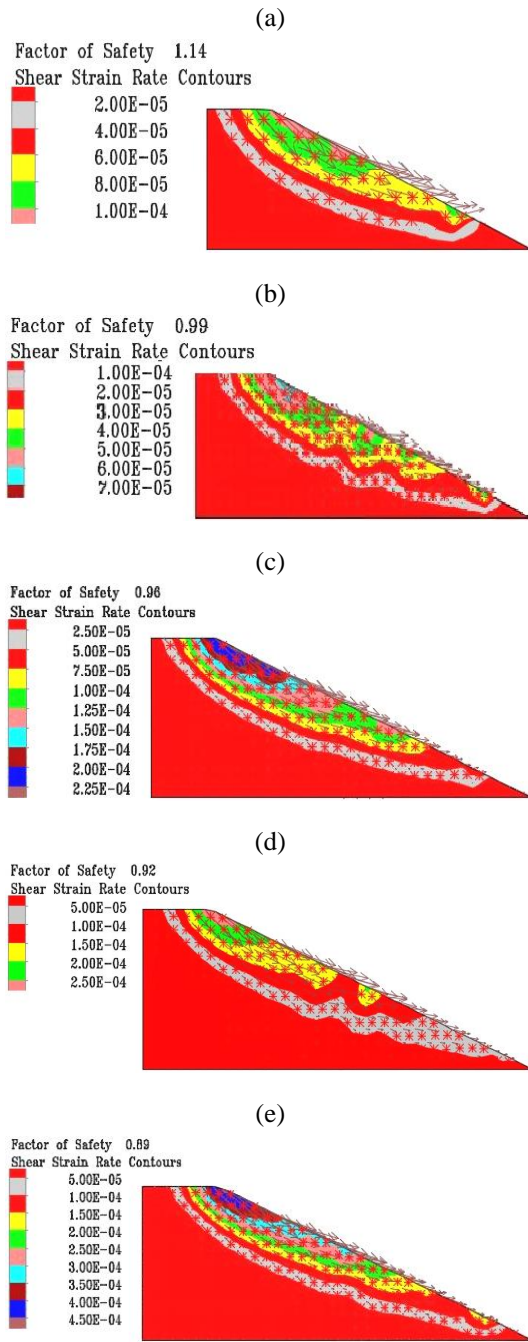 (a)
Factor of Safety 1.14
Shear Strain Rate Contours
2.00E-05
4.00E-05
6.00E-05
8.00E-05
1.00E-04
(b)
Factor of Safety 0.99
Shear Strain Rate Contours
1.00E-04
2.00E-05
3.00E-05
4.00E-05
5.00E-05
6.00E-05
7.00E-05
(c)
Factor of Safety 0.96
Shear Strain Rate Contours
2.50E-05
5.00E-05
7.50E-05
1.00E-04
1.25E-04
1.50E-04
1.75E-04
2.00E-04
2.25E-04
(d)
Factor of Safety 0.92
Shear Strain Rate Contours
5.00E-05
1.00E-04
1.50E-04
2.00E-04
2.50E-04
(e)
Factor of Safety 0.89
Shear Strain Rate Contours
5.00E-05
1.00E-04
1.50E-04
2.00E-04
2.50E-04
3.00E-04
3.50E-04
4.00E-04
4.50E-04